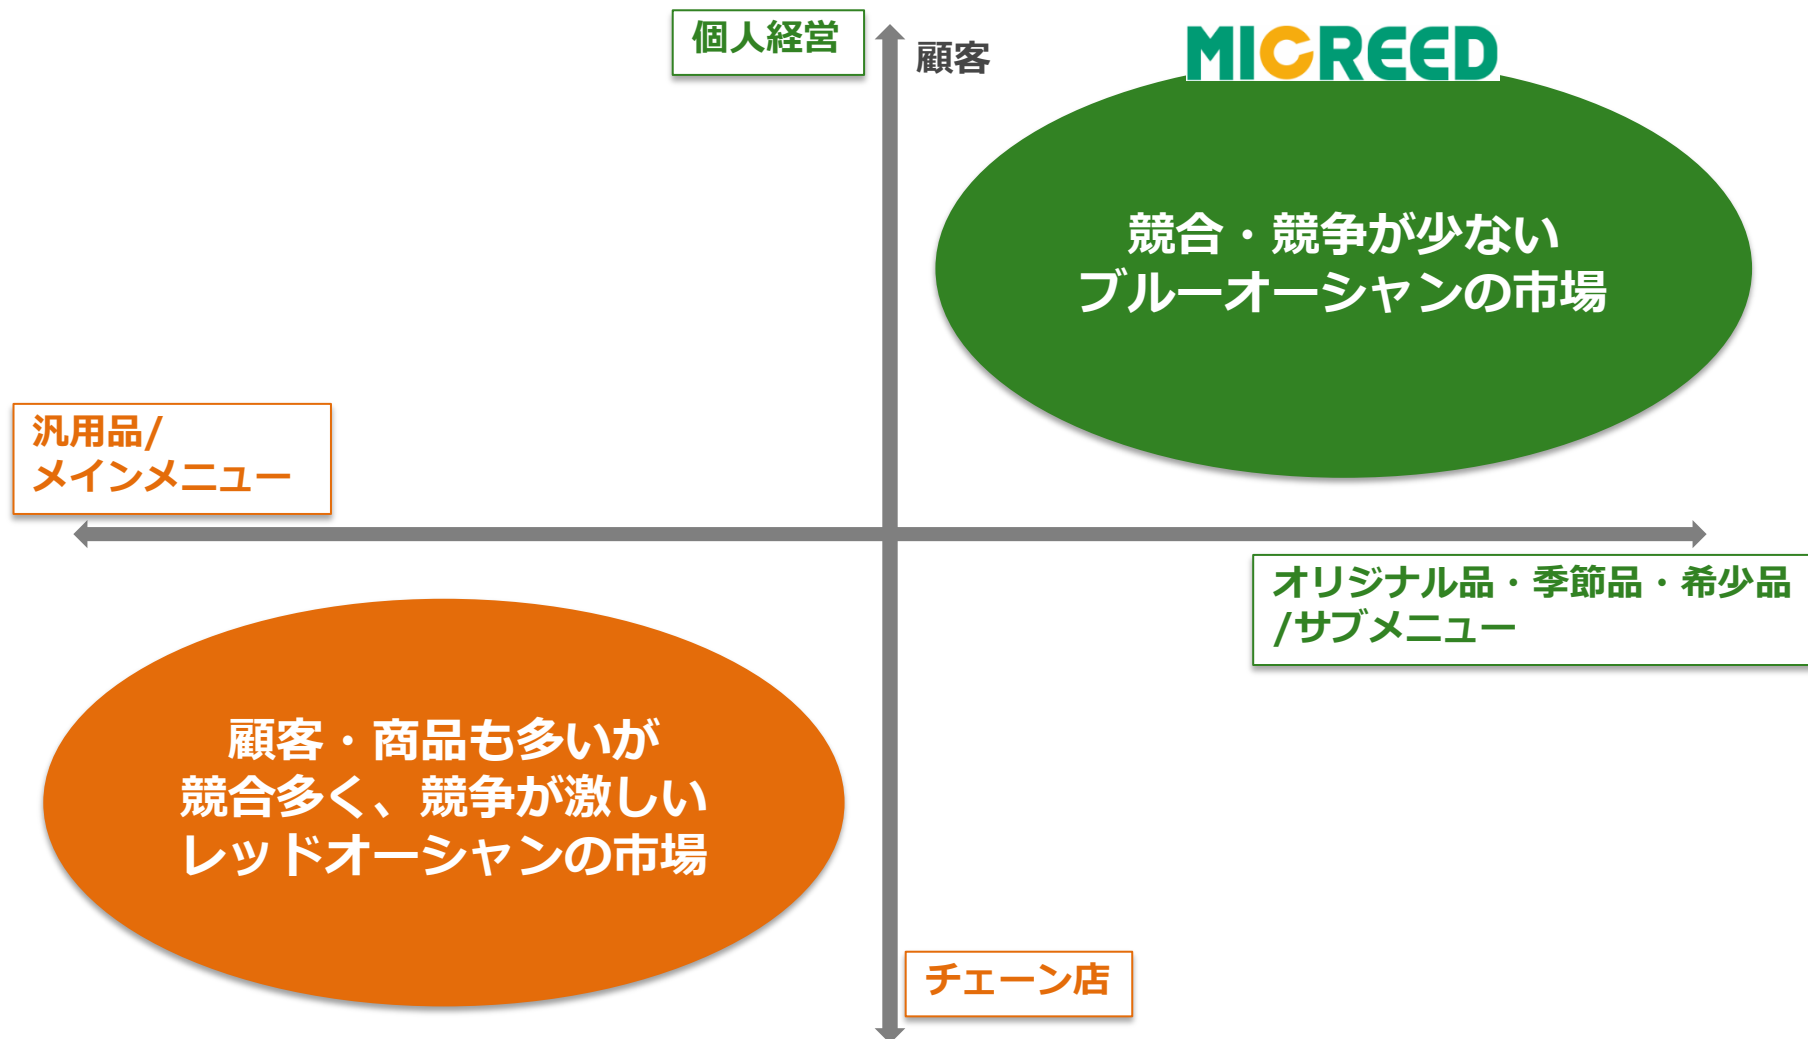 個人経営
顧客
MICREED
競合・競争が少ない
ブルーオーシャンの市場
汎用品/
メインメニュー
オリジナル品・季節品・希少品
/サブメニュー
顧客・商品も多いが
競合多く、競争が激しい
レッドオーシャンの市場
チェーン店